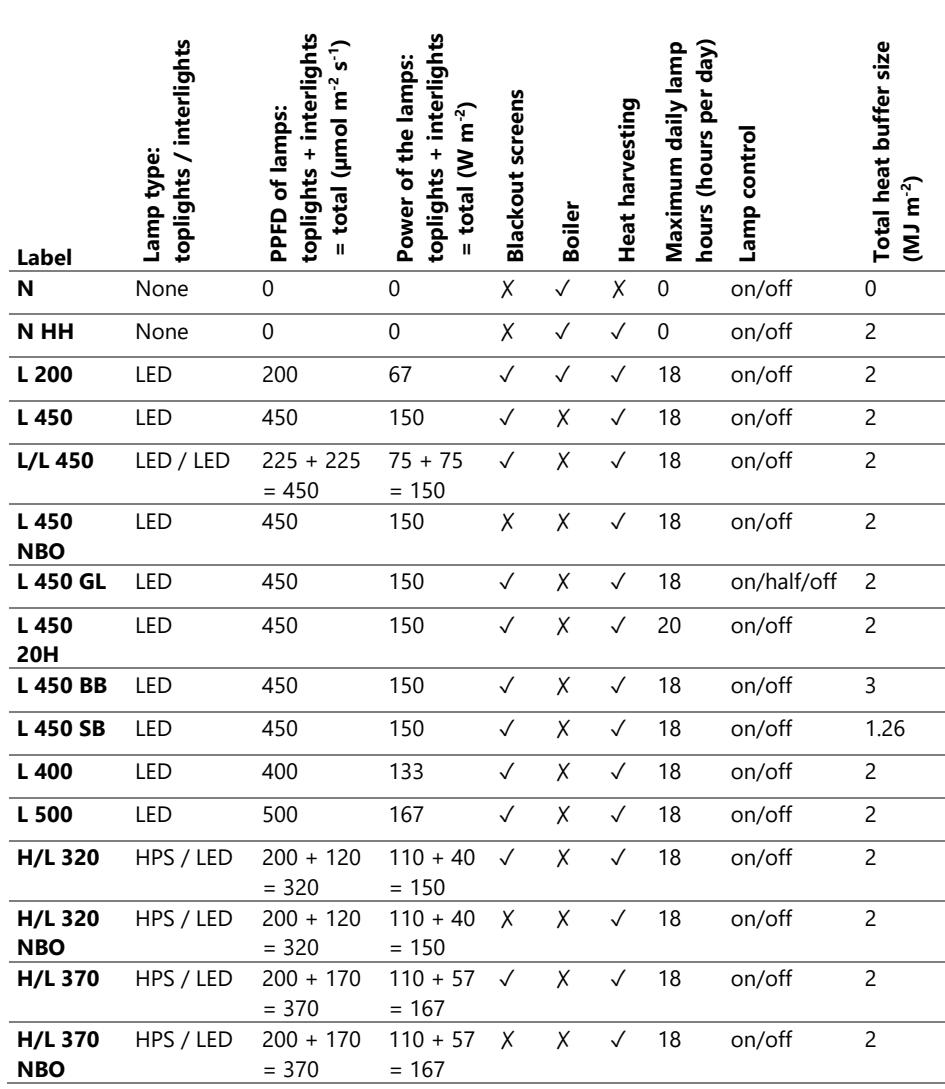 Label	Lamp type: toplights / interlights	PPFD of lamps: toplights + interlights = total (µmol m⁻² s⁻¹)	Power of the lamps: toplights + interlights = total (W m⁻²)	Blackout screens	Boiler	Heat harvesting	Maximum daily lamp hours (hours per day)	Lamp control	Total heat buffer size (MJ m⁻²)
N	None	0	0	✗	✓	✗	0	on/off	0
N HH	None	0	0	✗	✓	✓	0	on/off	2
L 200	LED	200	67	✓	✓	✓	18	on/off	2
L 450	LED	450	150	✓	✗	✓	18	on/off	2
L/L 450	LED / LED	225 + 225	75 + 75	✓	✗	✓	18	on/off	2
= 450	= 150
L 450	LED	450	150	✗	✗	✓	18	on/off	2
NBO
L 450 GL	LED	450	150	✓	✗	✓	18	on/half/off	2
L 450	LED	450	150	✓	✗	✓	20	on/off	2
20H
L 450 BB	LED	450	150	✓	✗	✓	18	on/off	3
L 450 SB	LED	450	150	✓	✗	✓	18	on/off	1.26
L 400	LED	400	133	✓	✗	✓	18	on/off	2
L 500	LED	500	167	✓	✗	✓	18	on/off	2
H/L 320	HPS / LED	200 + 120	110 + 40	✓	✗	✓	18	on/off	2
= 320	= 150
H/L 320	HPS / LED	200 + 120	110 + 40	✗	✗	✓	18	on/off	2
NBO	= 320	= 150
H/L 370	HPS / LED	200 + 170	110 + 57	✓	✗	✓	18	on/off	2
= 370	= 167
H/L 370	HPS / LED	200 + 170	110 + 57	✗	✗	✓	18	on/off	2
NBO	= 370	= 167